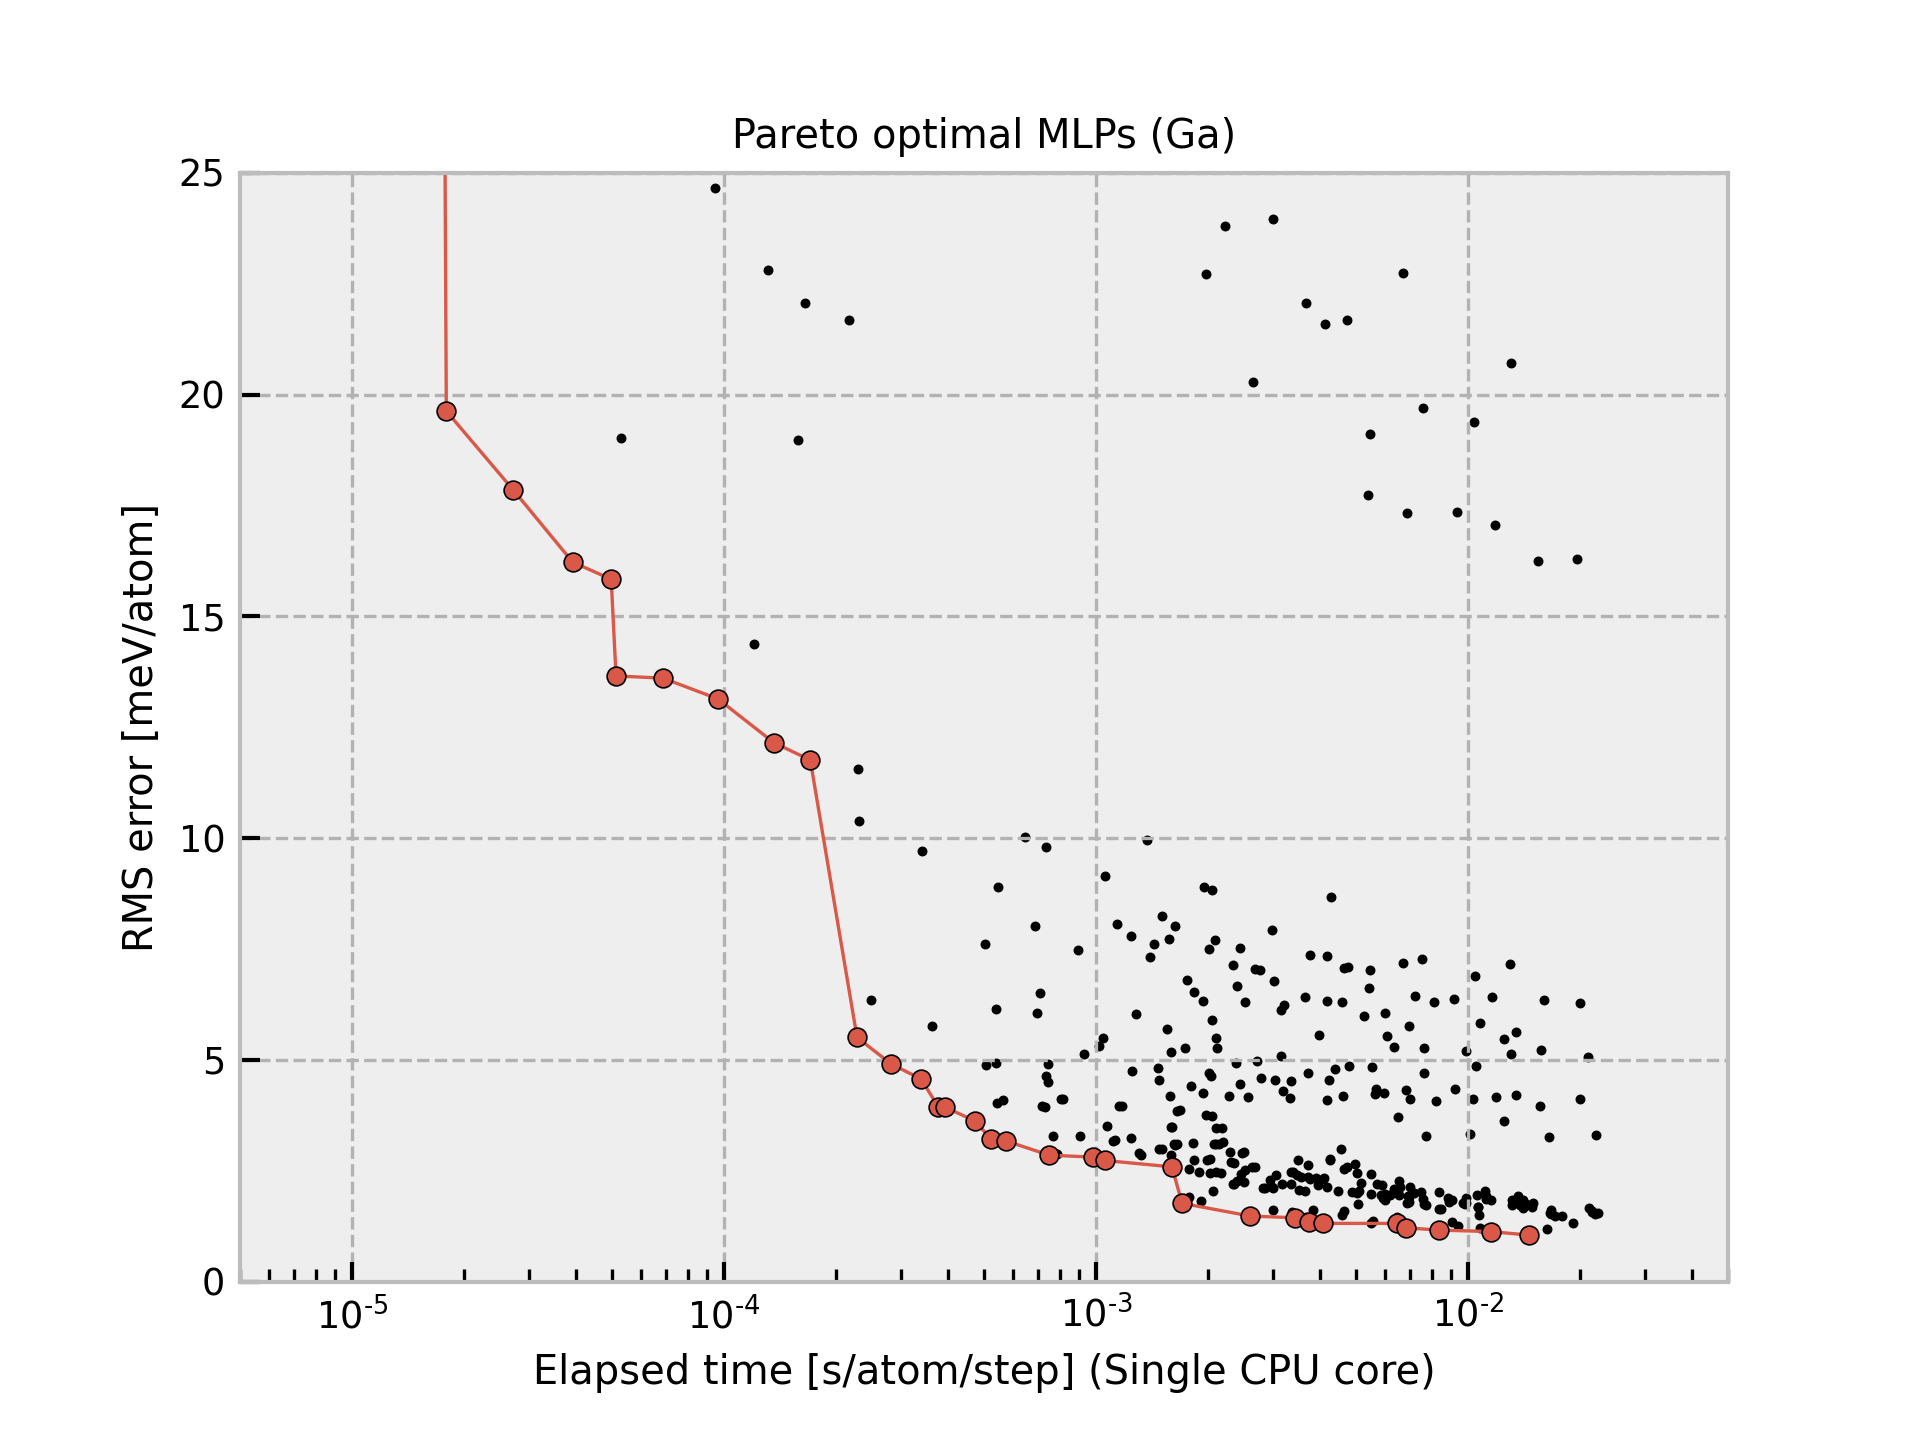 Pareto optimal MLPs (Ga)
RMS error [meV/atom]
25
20
15
10
5
0
10^-5 10^-4 10^-3 10^-2
Elapsed time [s/atom/step] (Single CPU core)